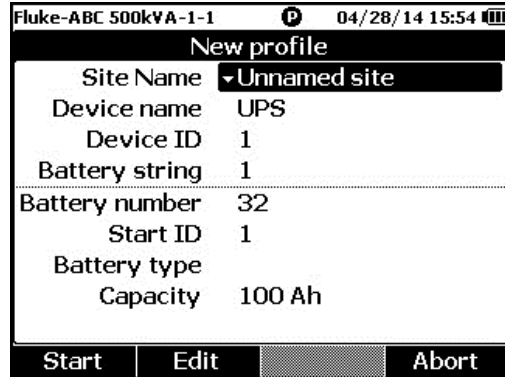 Fluke-ABC 500kVA-1-1 P 04/28/14 15:54
New profile
Site Name Unnamed site
Device name UPS
Device ID 1
Battery string 1
Battery number 32
Start ID 1
Battery type
Capacity 100 Ah
Start Edit Abort